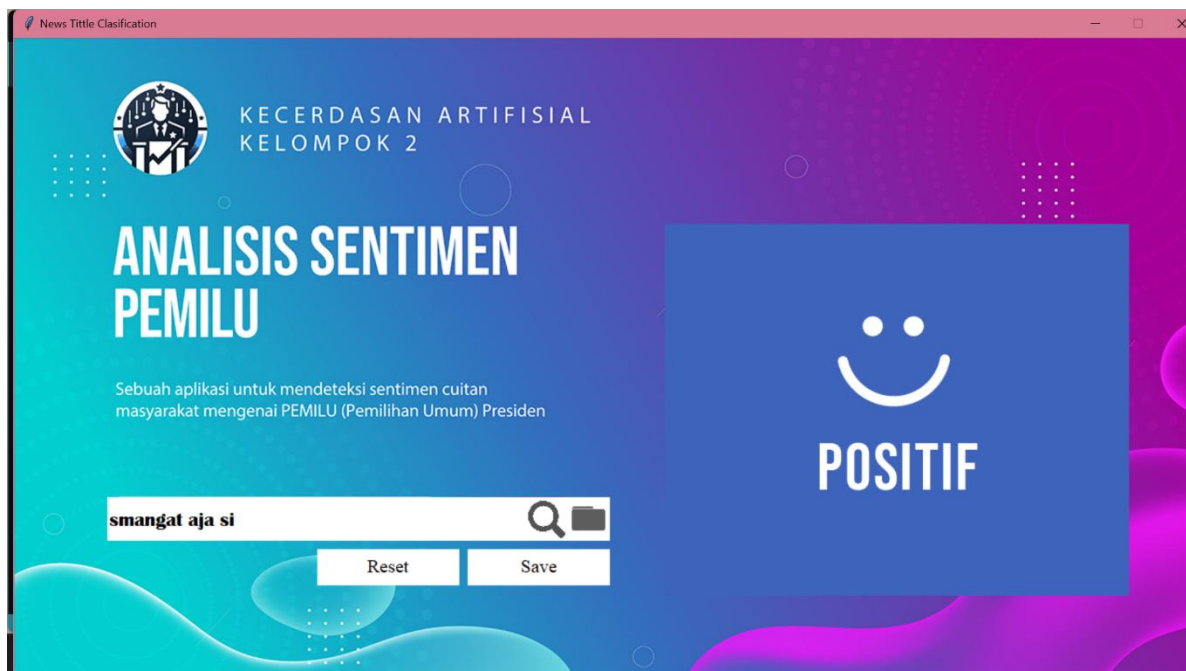 News Tittle Clasification
KECERDASAN ARTIFISIAL
KELOMPOK 2
ANALISIS SENTIMEN
PEMILU
Sebuah aplikasi untuk mendeteksi sentimen cuitan
masyarakat mengenai PEMILU (Pemilihan Umum) Presiden
smangat aja si
Reset
Save
POSITIF